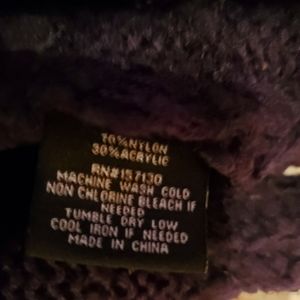 70%NYLON
30%ACRYLIC
RN#157130
MACHINE WASH COLD
NON CHLORINE BLEACH IF
NEEDED
TUMBLE DRY LOW
COOL IRON IF NEEDED
MADE IN CHINA